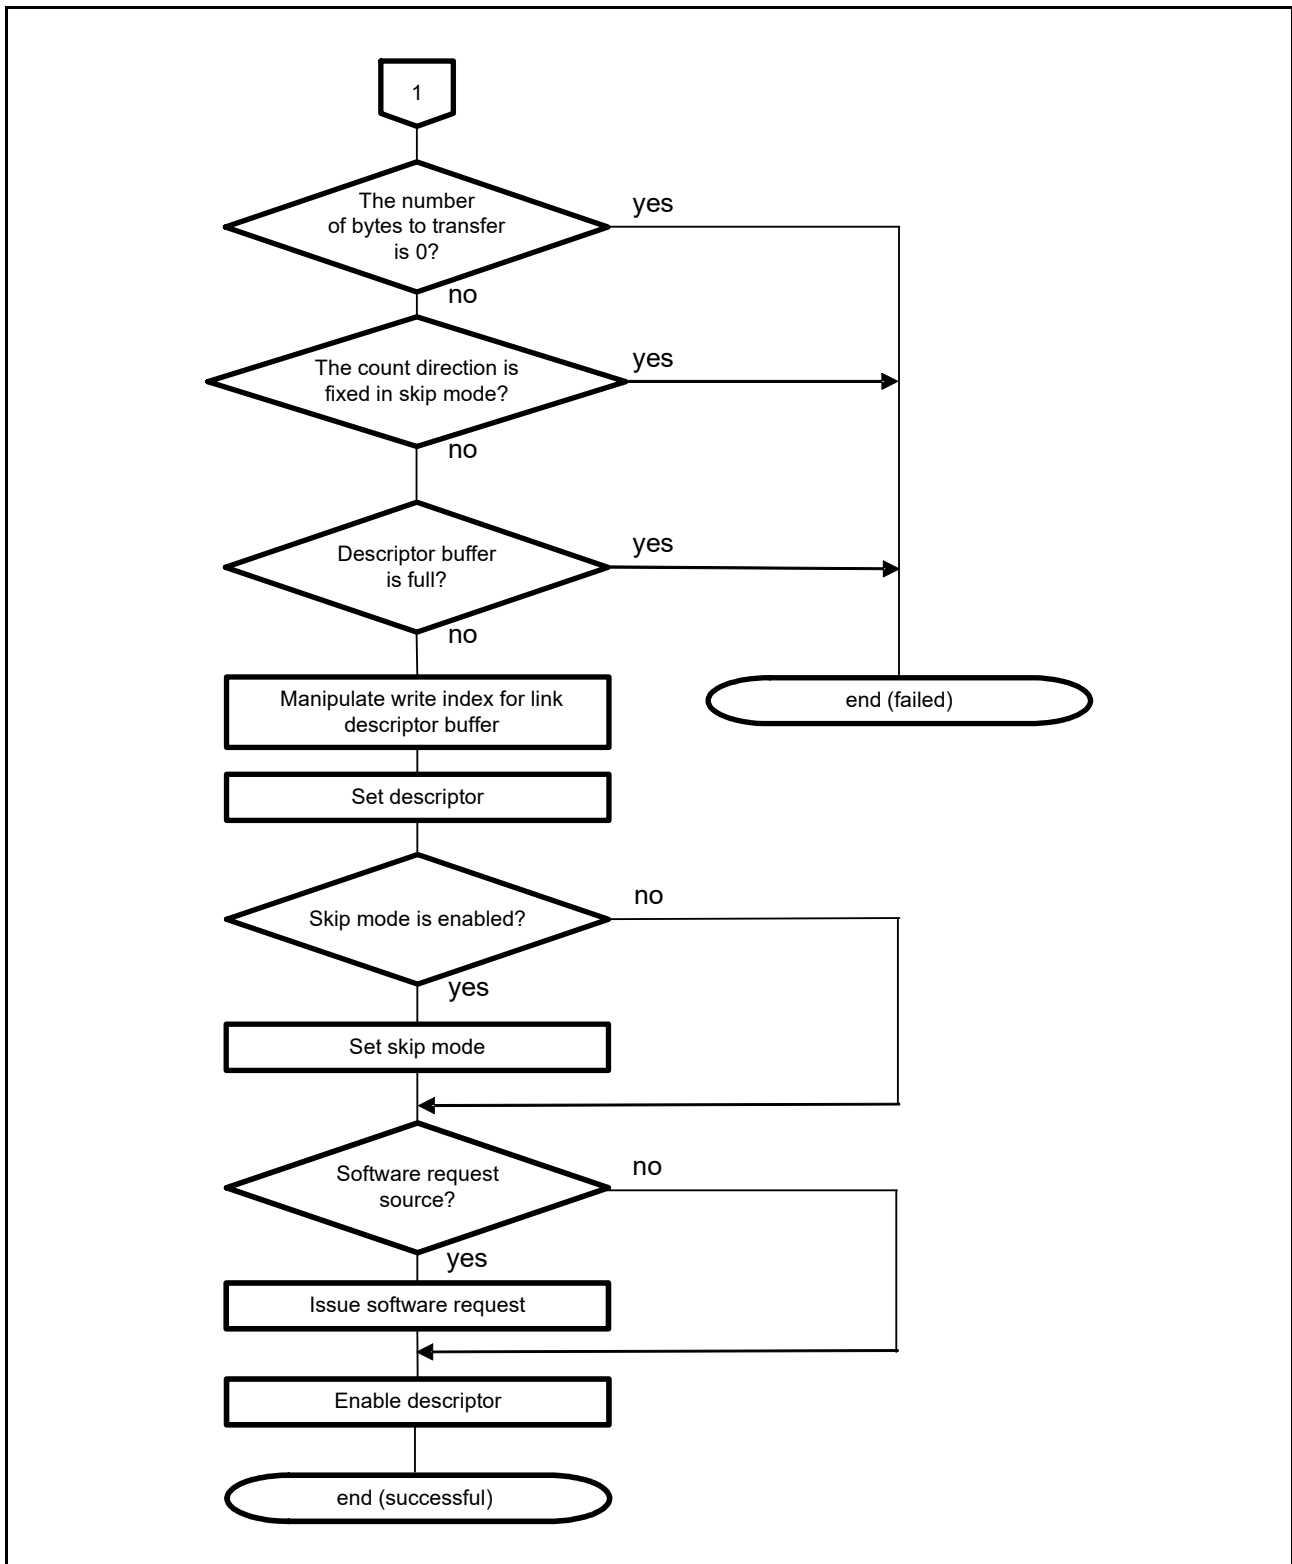 1
The number
of bytes to transfer
is 0?
yes
no
The count direction is
fixed in skip mode?
yes
no
Descriptor buffer
is full?
yes
no
Manipulate write index for link
descriptor buffer
end (failed)
Set descriptor
Skip mode is enabled?
no
yes
Set skip mode
Software request
source?
no
yes
Issue software request
Enable descriptor
end (successful)